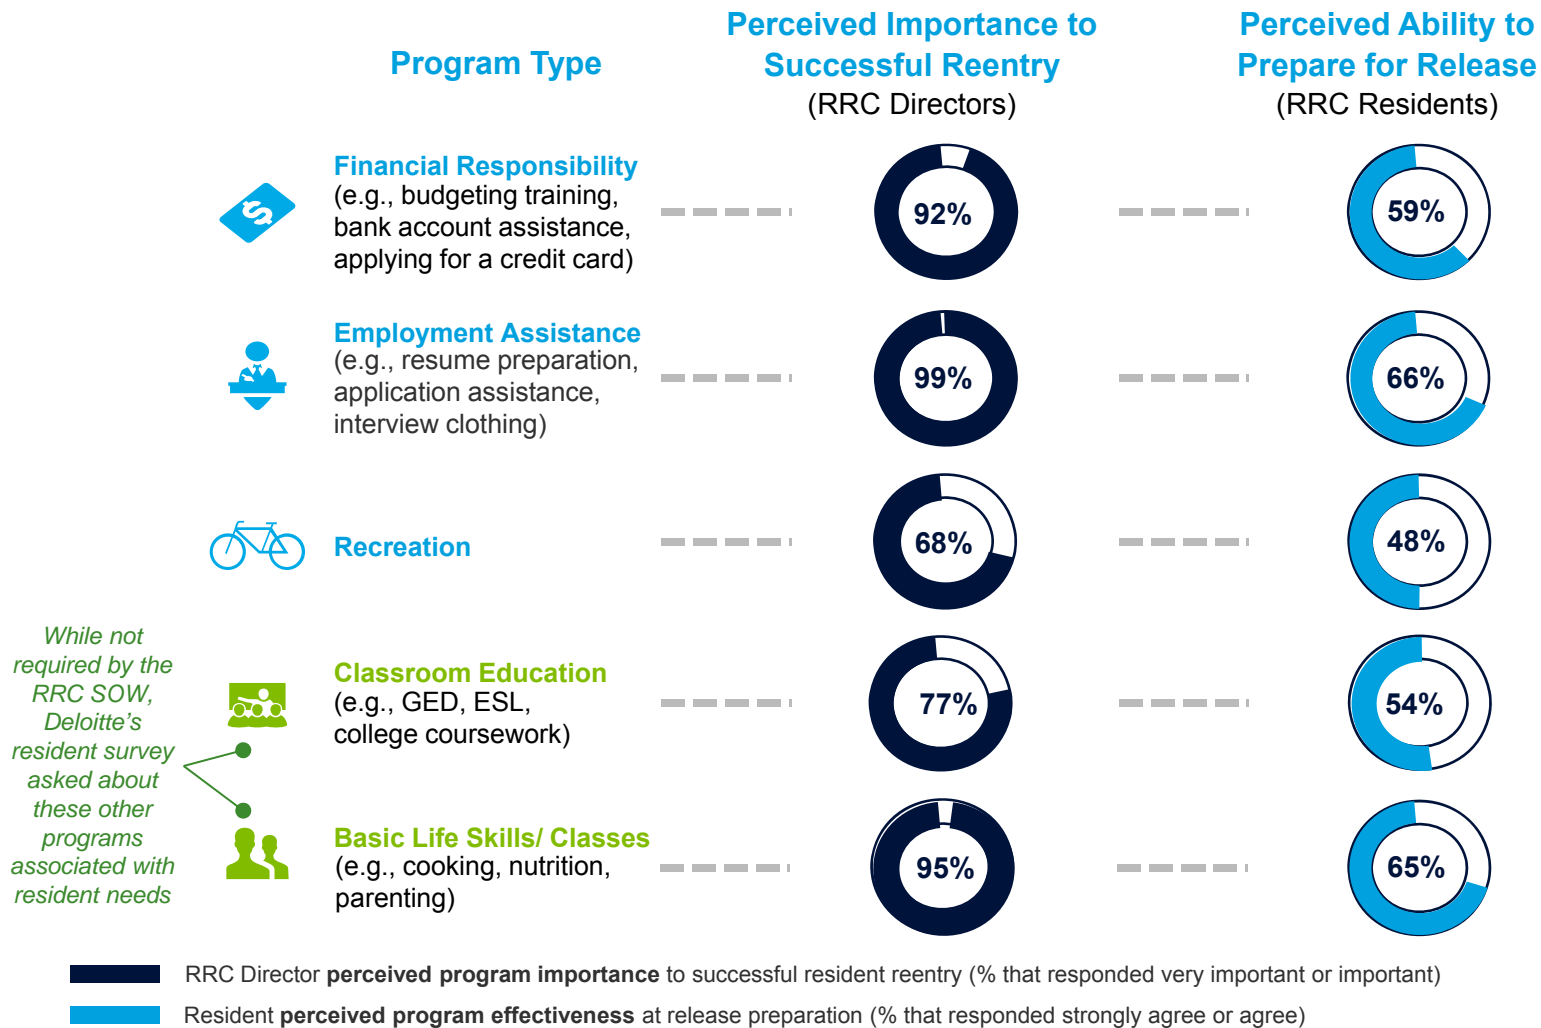 Program Type
Perceived Importance to
Successful Reentry
(RRC Directors)
Perceived Ability to
Prepare for Release
(RRC Residents)
$
Financial Responsibility
(e.g., budgeting training,
bank account assistance,
applying for a credit card)
92%
59%
Employment Assistance
(e.g., resume preparation,
application assistance,
interview clothing)
99%
66%
Recreation
68%
48%
While not
required by the
RRC SOW,
Deloitte’s
resident survey
asked about
these other
programs
associated with
resident needs
Classroom Education
(e.g., GED, ESL,
college coursework)
77%
54%
Basic Life Skills/ Classes
(e.g., cooking, nutrition,
parenting)
95%
65%
RRC Director perceived program importance to successful resident reentry (% that responded very important or important)
Resident perceived program effectiveness at release preparation (% that responded strongly agree or agree)